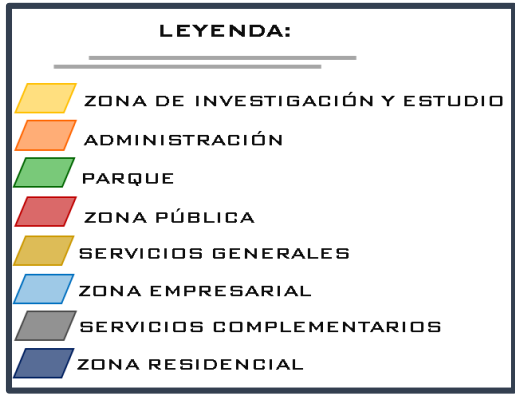 LEYENDA:
ZONA DE INVESTIGACIÓN Y ESTUDIO
ADMINISTRACIÓN
PARQUE
ZONA PÚBLICA
SERVICIOS GENERALES
ZONA EMPRESARIAL
SERVICIOS COMPLEMENTARIOS
ZONA RESIDENCIAL